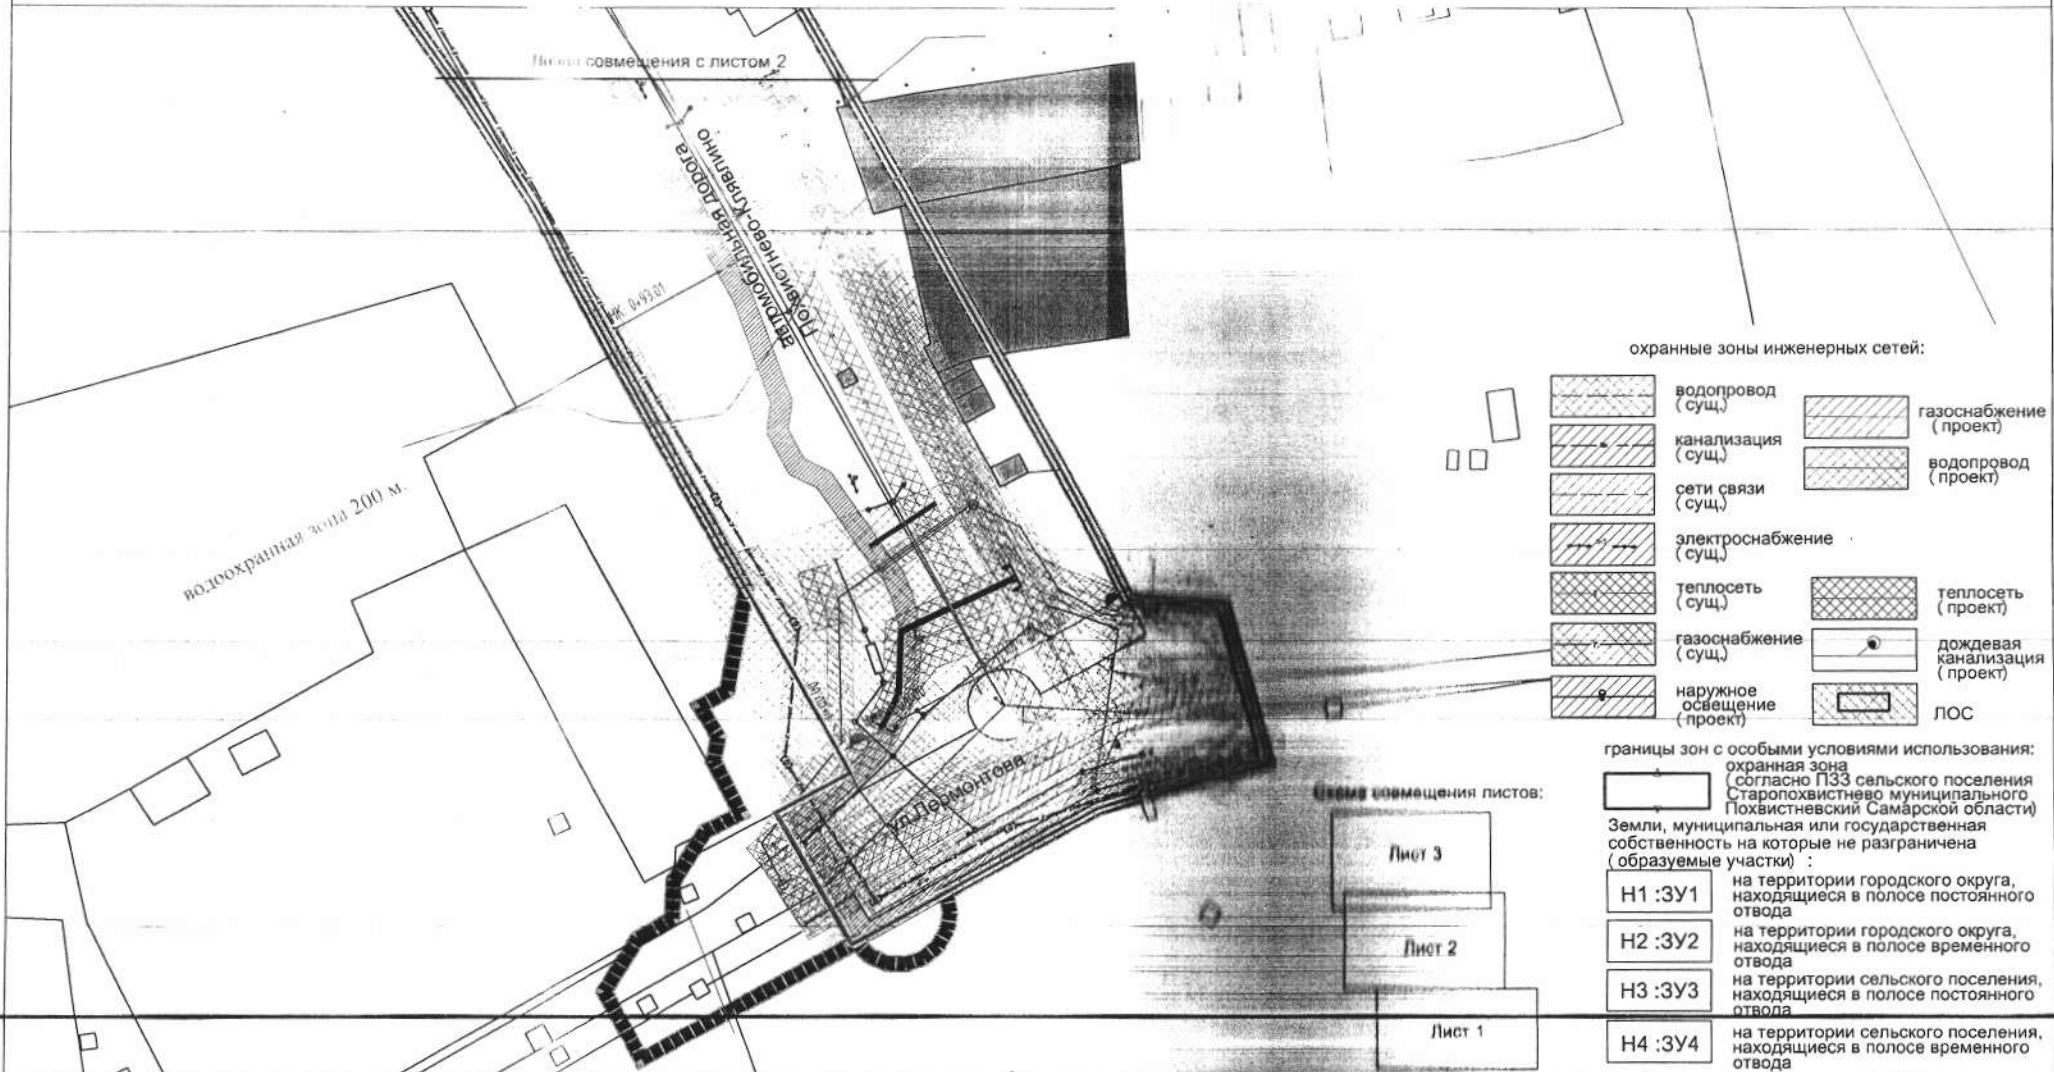 совмещения с листом 2
автомобильная дорога
Похвистнево-Клявлино
ПК 0+93.01
водоохранная зона 200 м.
ул.Лермонтова
охранные зоны инженерных сетей:
водопровод
( сущ.)
канализация
( сущ.)
сети связи
( сущ.)
электроснабжение
( сущ.)
теплосеть
( сущ.)
газоснабжение
( сущ.)
наружное
освещение
( проект)
газоснабжение
( проект)
водопровод
( проект)
теплосеть
( проект)
дождевая
канализация
( проект)
ЛОС
границы зон с особыми условиями использования:
охранная зона
( согласно ПЗЗ сельского поселения
Старопохвистнево муниципального
Похвистневский Самарской области)
Земли, муниципальная или государственная
собственность на которые не разграничена
( образуемые участки) :
Н1 :ЗУ1
на территории городского округа,
находящиеся в полосе постоянного
отвода
Н2 :ЗУ2
на территории городского округа,
находящиеся в полосе временного
отвода
Н3 :ЗУ3
на территории сельского поселения,
находящиеся в полосе постоянного
отвода
Н4 :ЗУ4
на территории сельского поселения,
находящиеся в полосе временного
отвода
Схема совмещения листов:
Лист 3
Лист 2
Лист 1